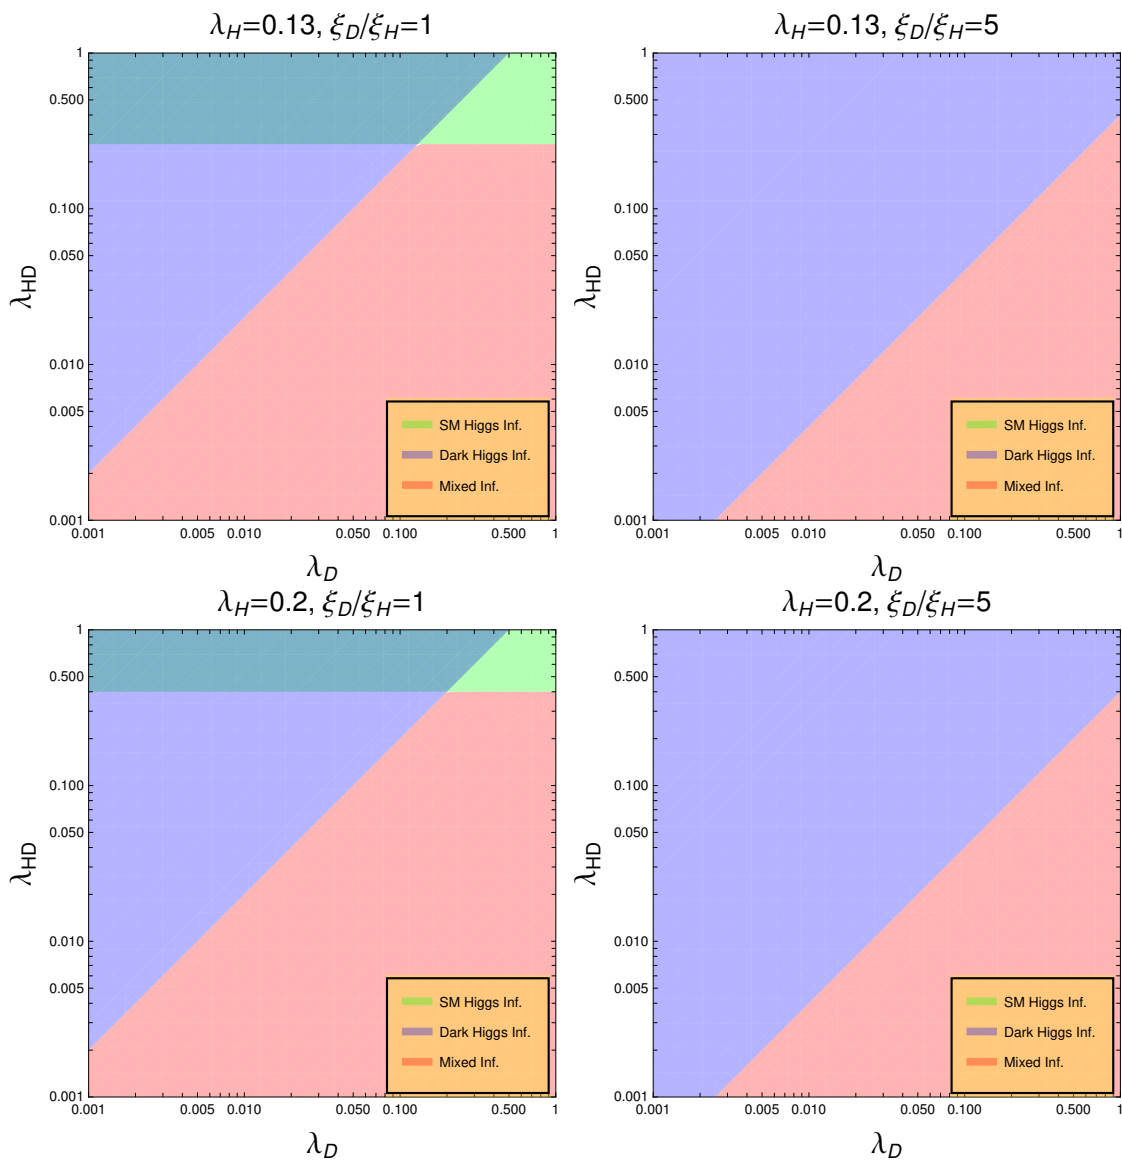 λH=0.13, ξD/ξH=1
1
0.500
0.100
0.050
0.010
0.005
0.001
λHD
SM Higgs Inf.
Dark Higgs Inf.
Mixed Inf.
0.001 0.005 0.010 0.050 0.100 0.500 1
λD
λH=0.13, ξD/ξH=5
1
0.500
0.100
0.050
0.010
0.005
0.001
λHD
SM Higgs Inf.
Dark Higgs Inf.
Mixed Inf.
0.001 0.005 0.010 0.050 0.100 0.500 1
λD
λH=0.2, ξD/ξH=1
1
0.500
0.100
0.050
0.010
0.005
0.001
λHD
SM Higgs Inf.
Dark Higgs Inf.
Mixed Inf.
0.001 0.005 0.010 0.050 0.100 0.500 1
λD
λH=0.2, ξD/ξH=5
1
0.500
0.100
0.050
0.010
0.005
0.001
λHD
SM Higgs Inf.
Dark Higgs Inf.
Mixed Inf.
0.001 0.005 0.010 0.050 0.100 0.500 1
λD